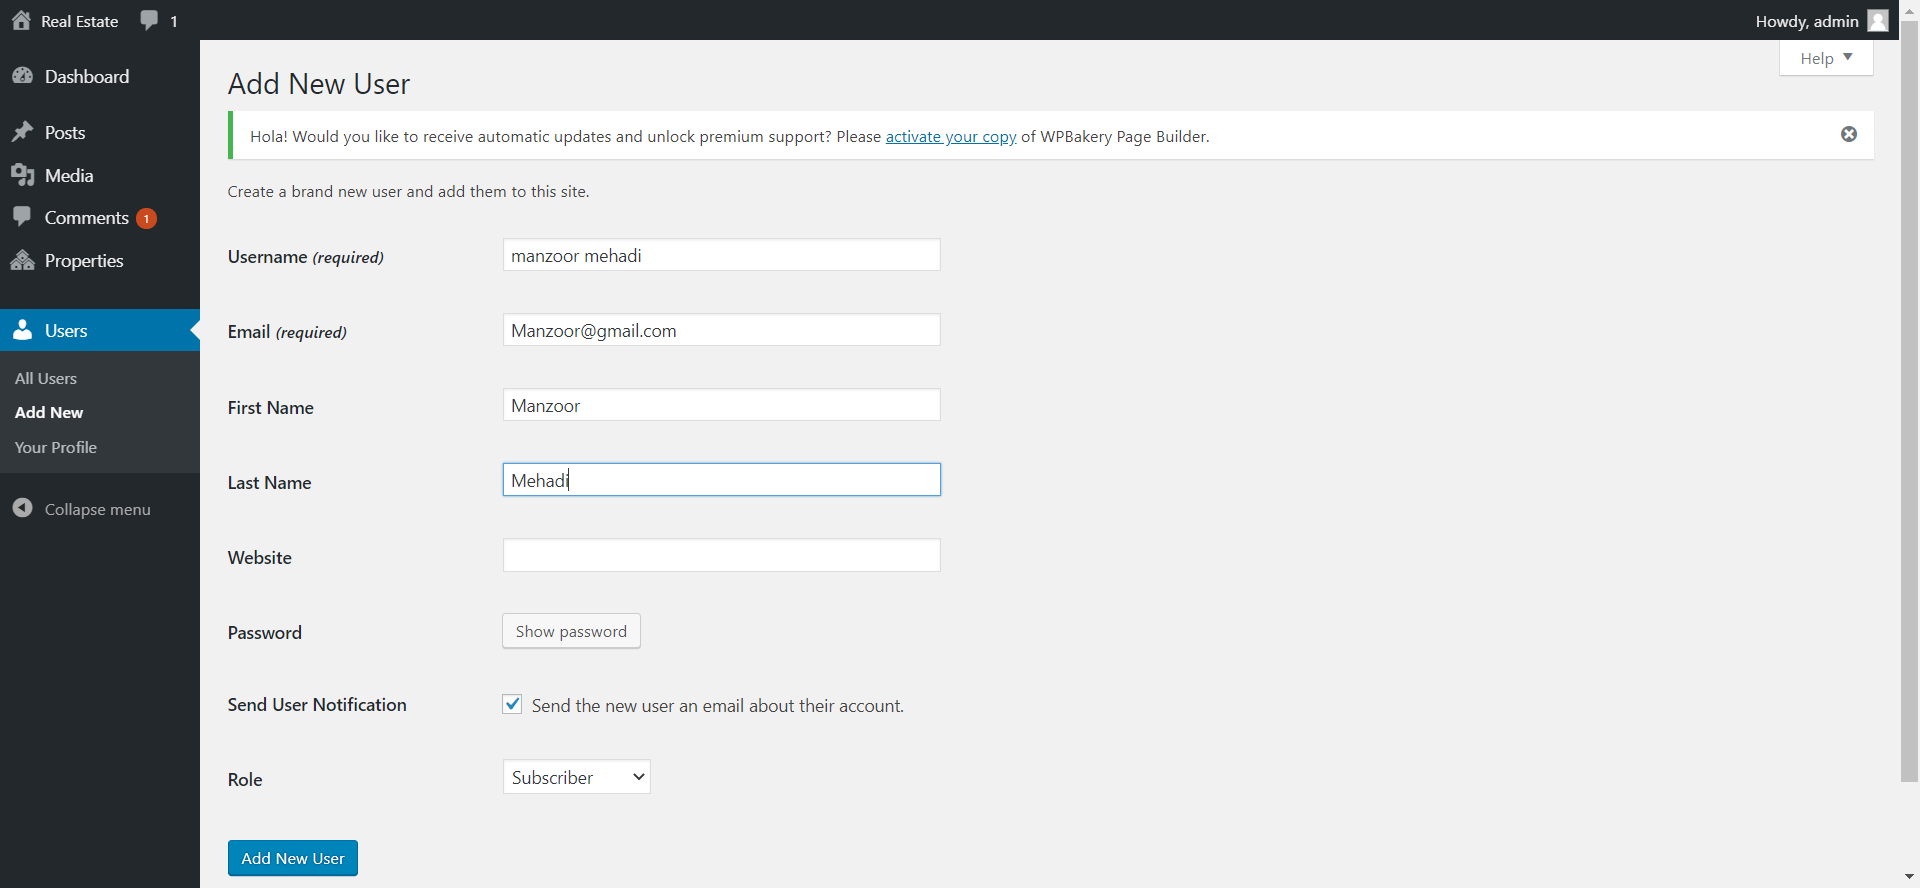 Real Estate 1 Howdy, admin
Help
Dashboard
Posts
Media
Comments 1
Properties
Users
All Users
Add New
Your Profile
Collapse menu
Add New User
Hola! Would you like to receive automatic updates and unlock premium support? Please activate your copy of WPBakery Page Builder.
Create a brand new user and add them to this site.
Username (required) manzoor mehadi
Email (required) Manzoor@gmail.com
First Name Manzoor
Last Name Mehadi
Website
Password Show password
Send User Notification Send the new user an email about their account.
Role Subscriber
Add New User